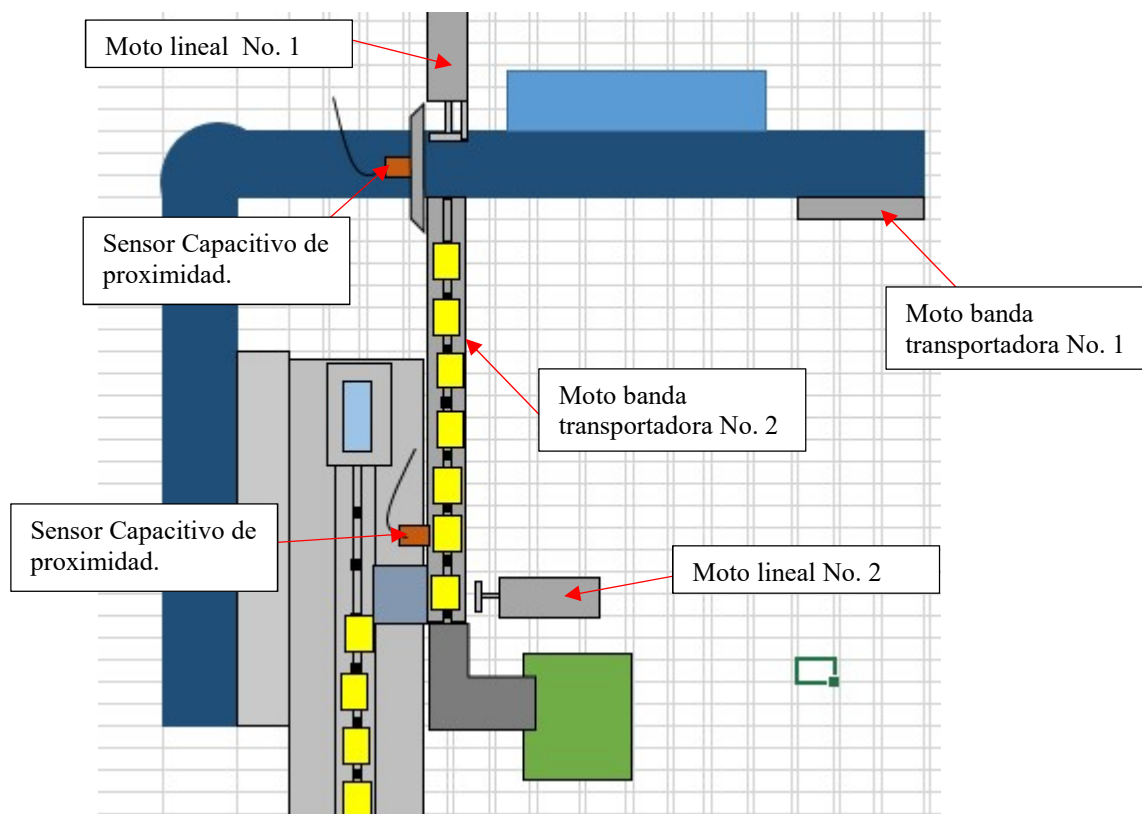 Moto lineal No. 1
Sensor Capacitivo de
proximidad.
Moto banda
transportadora No. 1
Moto banda
transportadora No. 2
Sensor Capacitivo de
proximidad.
Moto lineal No. 2